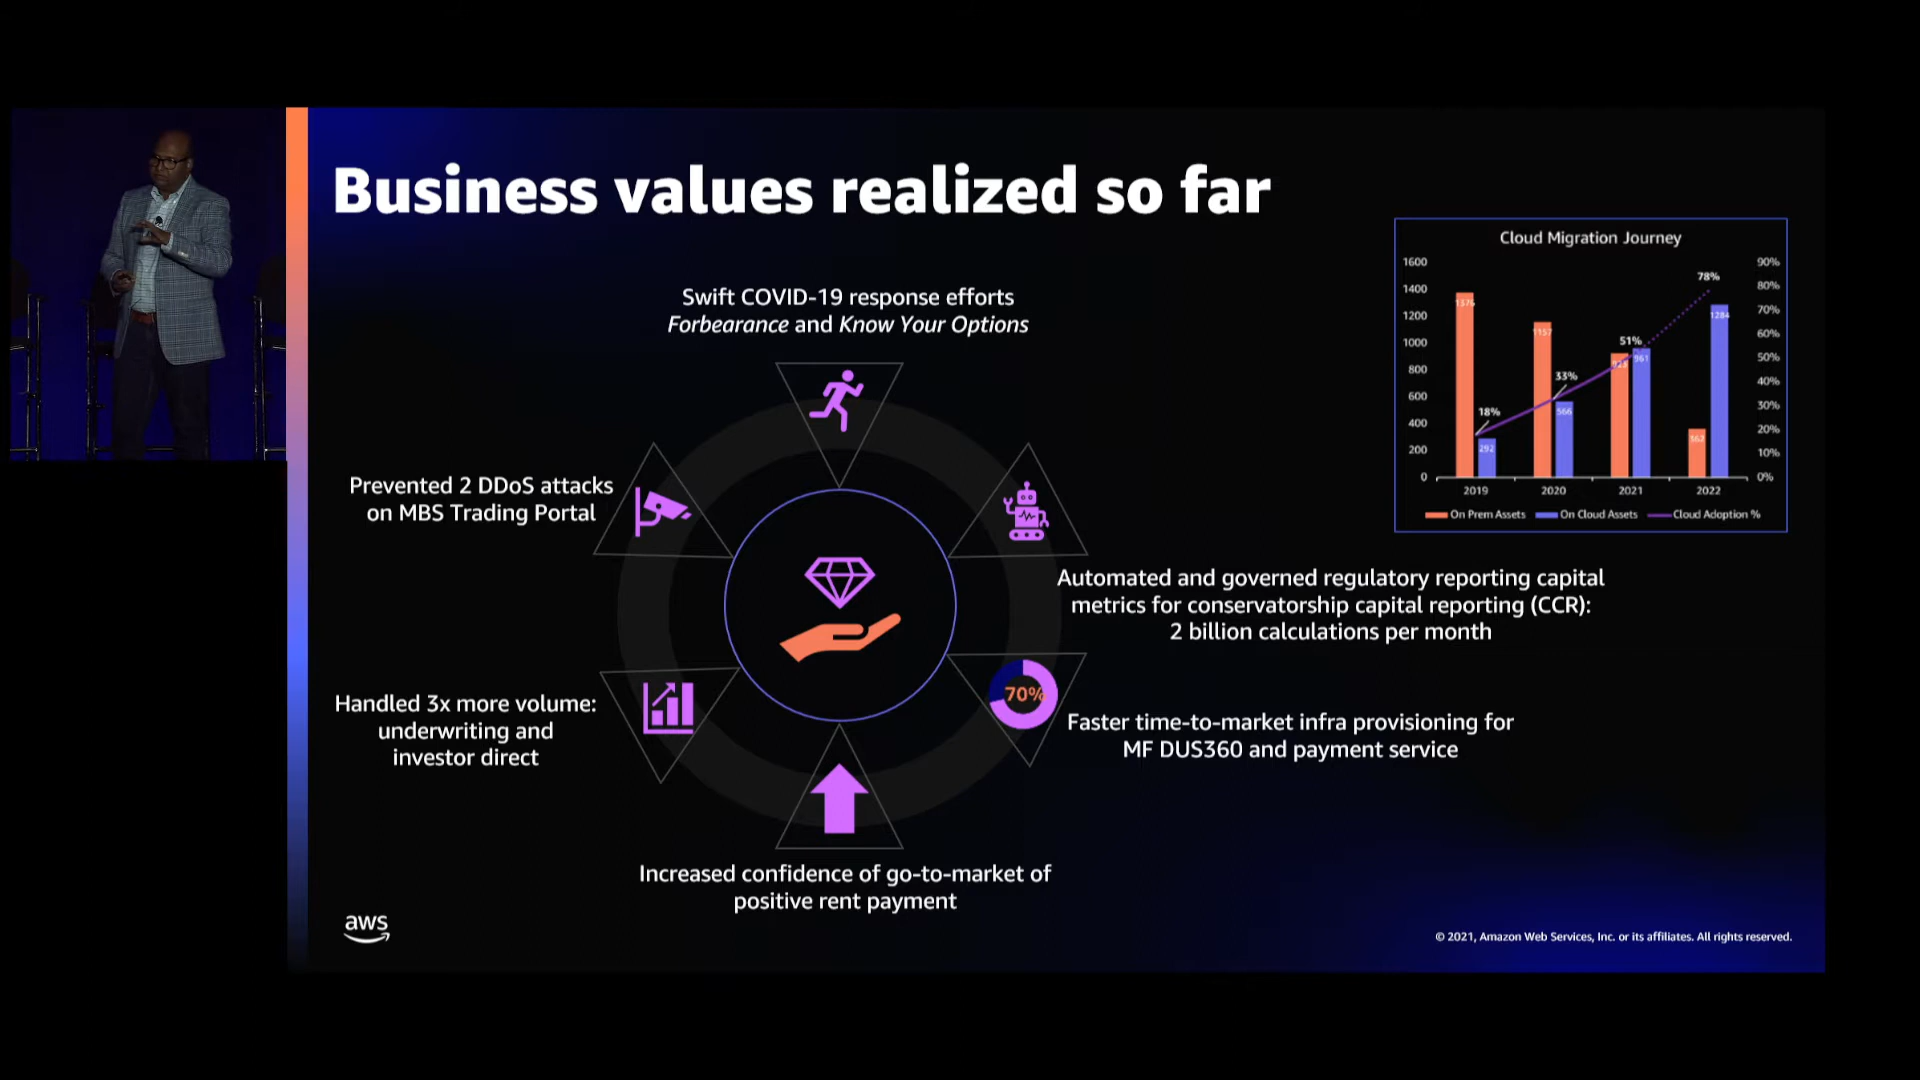 Business values realized so far
Swift COVID-19 response efforts
Forbearance and Know Your Options
Prevented 2 DDoS attacks
on MBS Trading Portal
Automated and governed regulatory reporting capital
metrics for conservatorship capital reporting (CCR):
2 billion calculations per month
70%
Faster time-to-market infra provisioning for
MF DUS360 and payment service
Handled 3x more volume:
underwriting and
investor direct
Increased confidence of go-to-market of
positive rent payment
Cloud Migration Journey
1600
1400
1200
1000
800
600
400
200
0
90%
80%
70%
60%
50%
40%
30%
20%
10%
0%
1157
292
566
961
1284
18%
33%
51%
78%
2019 2020 2021 2022
On Prem Assets On Cloud Assets Cloud Adoption %
aws
© 2021, Amazon Web Services, Inc. or its affiliates. All rights reserved.